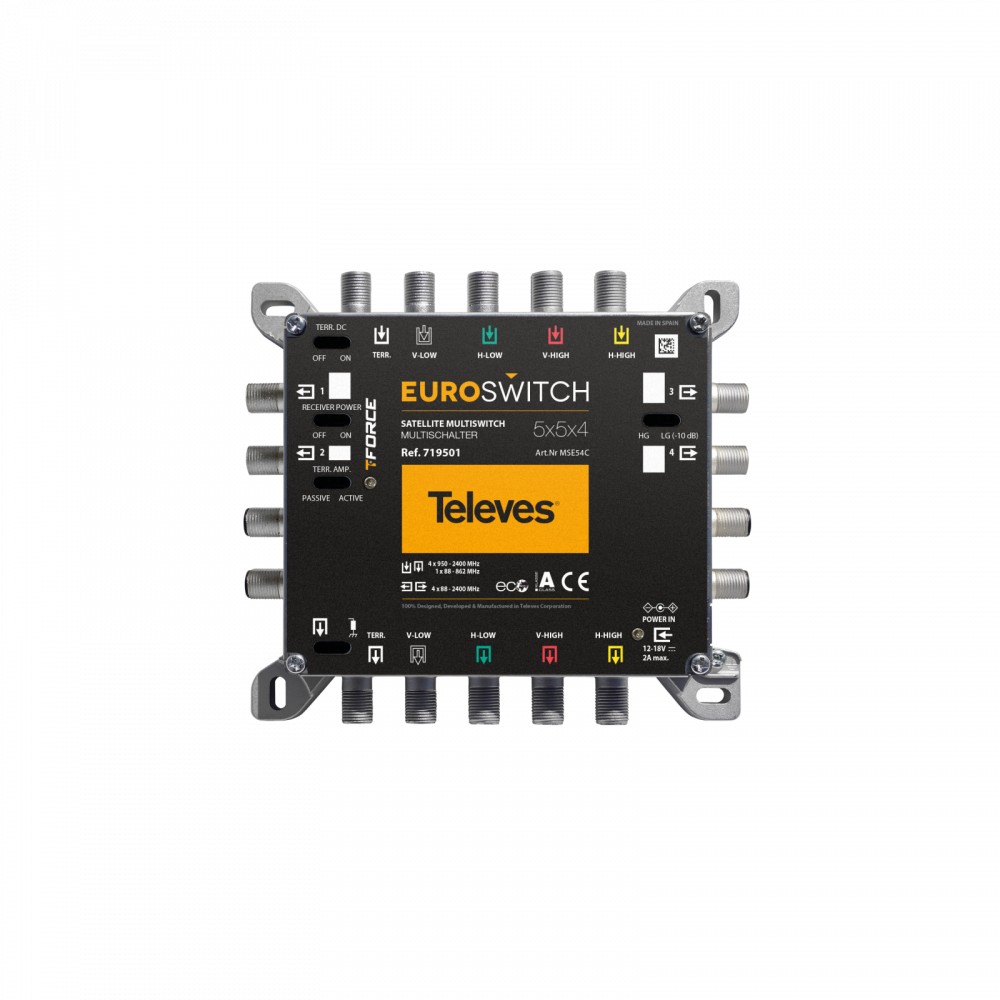 TERR. DC
OFF ON
TERR. V-LOW H-LOW V-HIGH H-HIGH
MADE IN SPAIN
1
RECEIVER POWER
OFF ON
2
TERR. AMP.
PASSIVE ACTIVE
T-FORCE
EUROSWITCH
SATELLITE MULTISWITCH
MULTISCHALTER
5x5x4
Ref. 719501
Art.Nr MSE54C
Televes
4 x 950 - 2400 MHz
1 x 88 - 862 MHz
4 x 88 - 2400 MHz
eco
A
CLASS
CE
100% Designed, Developed & Manufactured in Televes Corporation
3
HG LG (-10 dB)
4
POWER IN
12-18V
2A max.
TERR. V-LOW H-LOW V-HIGH H-HIGH